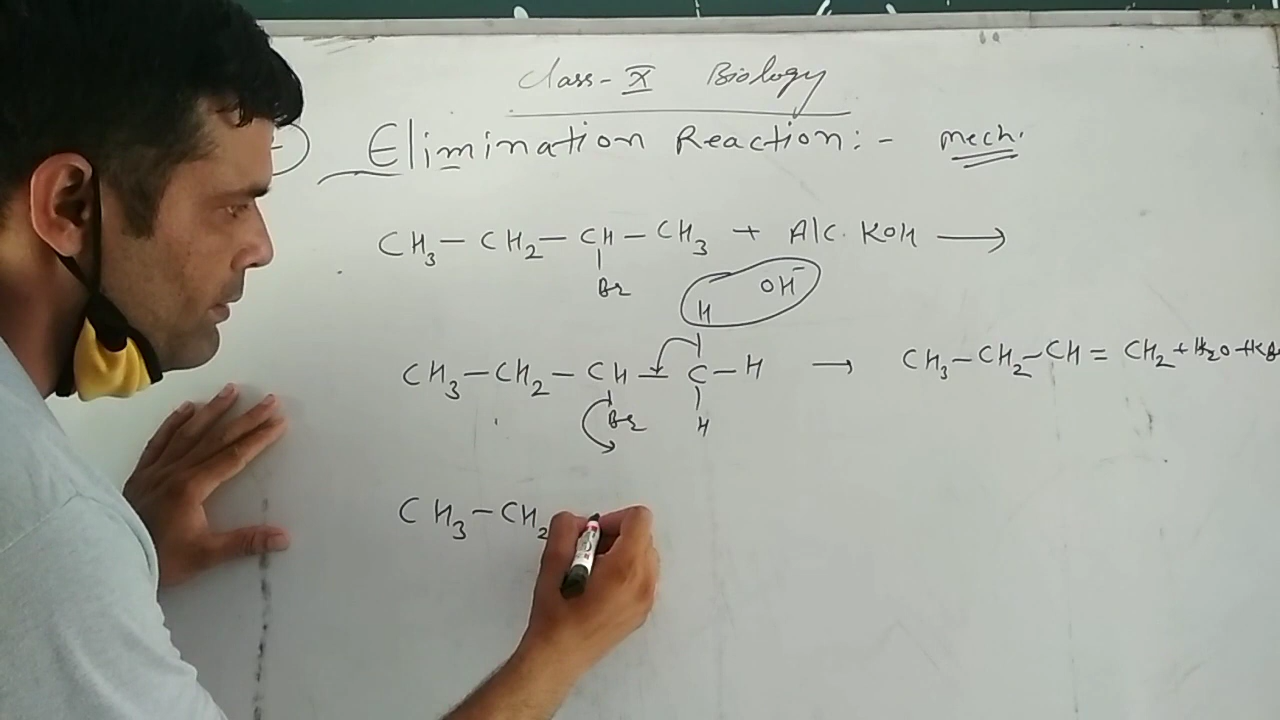 Class-X Biology
Elimination Reaction:- mech.
CH3-CH2-CH-CH3 + Alc. KOH ⟶
Br
H OH⁻
CH3-CH2-CH-C-H → CH3-CH2-CH=CH2+H2O+KB
Br H
CH3-CH2